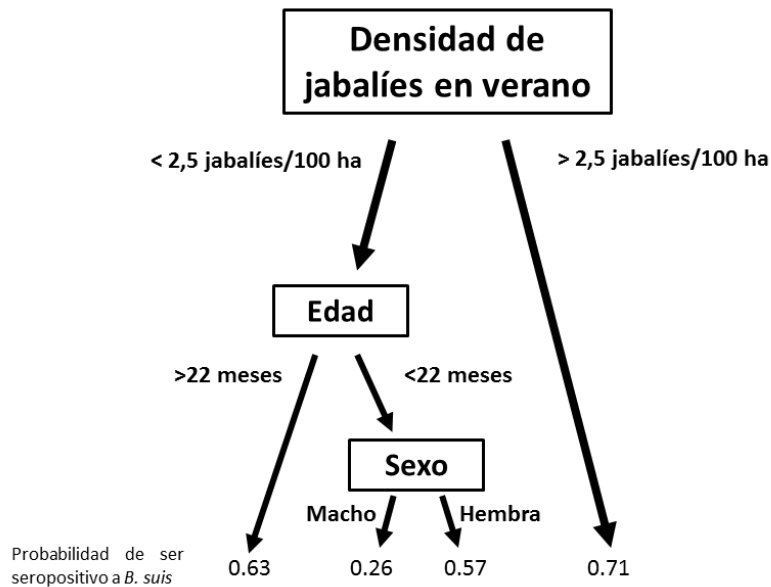 Densidad de
jabalíes en verano
< 2,5 jabalíes/100 ha
> 2,5 jabalíes/100 ha
Edad
>22 meses
<22 meses
Sexo
Macho
Hembra
Probabilidad de ser
seropositivo a B. suis
0.63
0.26
0.57
0.71